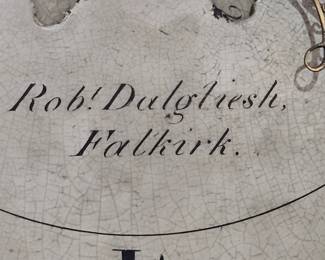 Robt. Dalgliesh,
Falkirk.